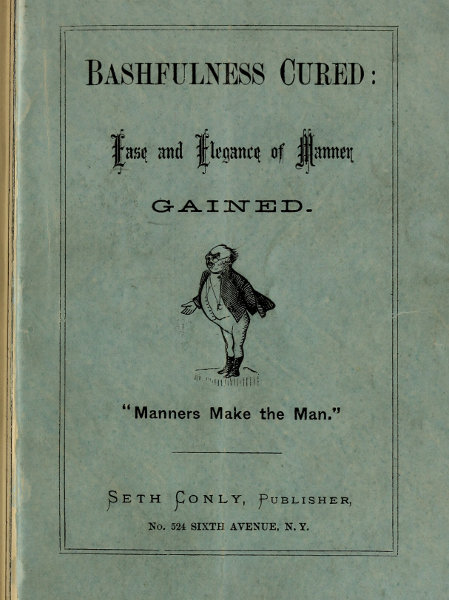 BASHFULNESS CURED:
Ease and Elegance of Manner
GAINED.
"Manners Make the Man."
SETH CONLY, PUBLISHER,
No. 524 SIXTH AVENUE, N. Y.